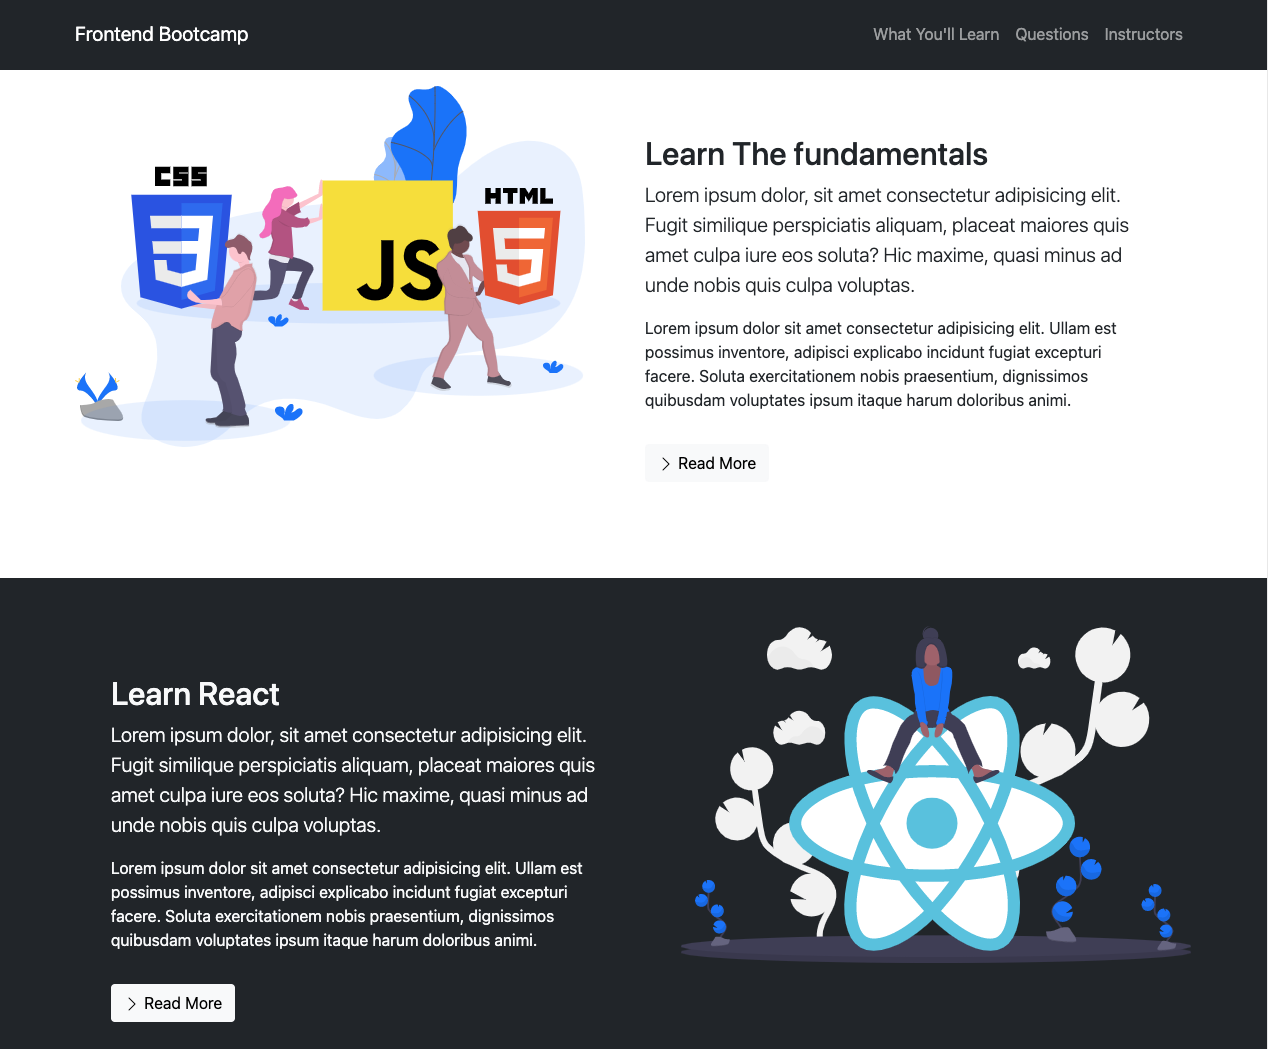 Frontend Bootcamp
What You'll Learn
Questions
Instructors
CSS
3
JS
HTML
5
Learn The fundamentals
Lorem ipsum dolor, sit amet consectetur adipisicing elit.
Fugit similique perspiciatis aliquam, placeat maiores quis
amet culpa iure eos soluta? Hic maxime, quasi minus ad
unde nobis quis culpa voluptas.
Lorem ipsum dolor sit amet consectetur adipisicing elit. Ullam est
possimus inventore, adipisci explicabo incidunt fugiat excepturi
facere. Soluta exercitationem nobis praesentium, dignissimos
quibusdam voluptates ipsum itaque harum doloribus animi.
Read More
Learn React
Lorem ipsum dolor, sit amet consectetur adipisicing elit.
Fugit similique perspiciatis aliquam, placeat maiores quis
amet culpa iure eos soluta? Hic maxime, quasi minus ad
unde nobis quis culpa voluptas.
Lorem ipsum dolor sit amet consectetur adipisicing elit. Ullam est
possimus inventore, adipisci explicabo incidunt fugiat excepturi
facere. Soluta exercitationem nobis praesentium, dignissimos
quibusdam voluptates ipsum itaque harum doloribus animi.
Read More